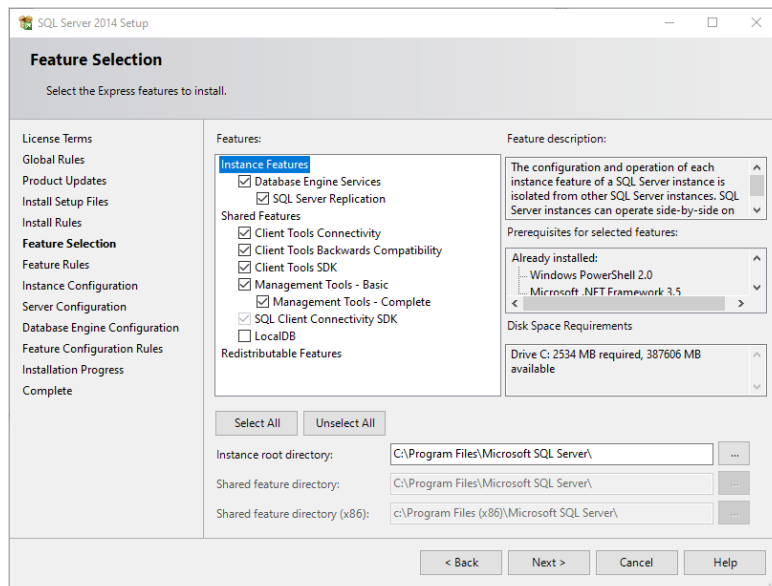 SQL Server 2014 Setup
Feature Selection
Select the Express features to install.
License Terms
Global Rules
Product Updates
Install Setup Files
Install Rules
Feature Selection
Feature Rules
Instance Configuration
Server Configuration
Database Engine Configuration
Feature Configuration Rules
Installation Progress
Complete
Features:
Instance Features
Database Engine Services
SQL Server Replication
Shared Features
Client Tools Connectivity
Client Tools Backwards Compatibility
Client Tools SDK
Management Tools - Basic
Management Tools - Complete
SQL Client Connectivity SDK
LocalDB
Redistributable Features
Feature description:
The configuration and operation of each
instance feature of a SQL Server instance is
isolated from other SQL Server instances. SQL
Server instances can operate side-by-side on
Prerequisites for selected features:
Already installed:
Windows PowerShell 2.0
Microsoft .NET Framework 3.5
Disk Space Requirements
Drive C: 2534 MB required, 387606 MB
available
Select All
Unselect All
Instance root directory:
C:\Program Files\Microsoft SQL Server\
...
Shared feature directory:
C:\Program Files\Microsoft SQL Server\
...
Shared feature directory (x86):
c:\Program Files (x86)\Microsoft SQL Server\
...
< Back
Next >
Cancel
Help